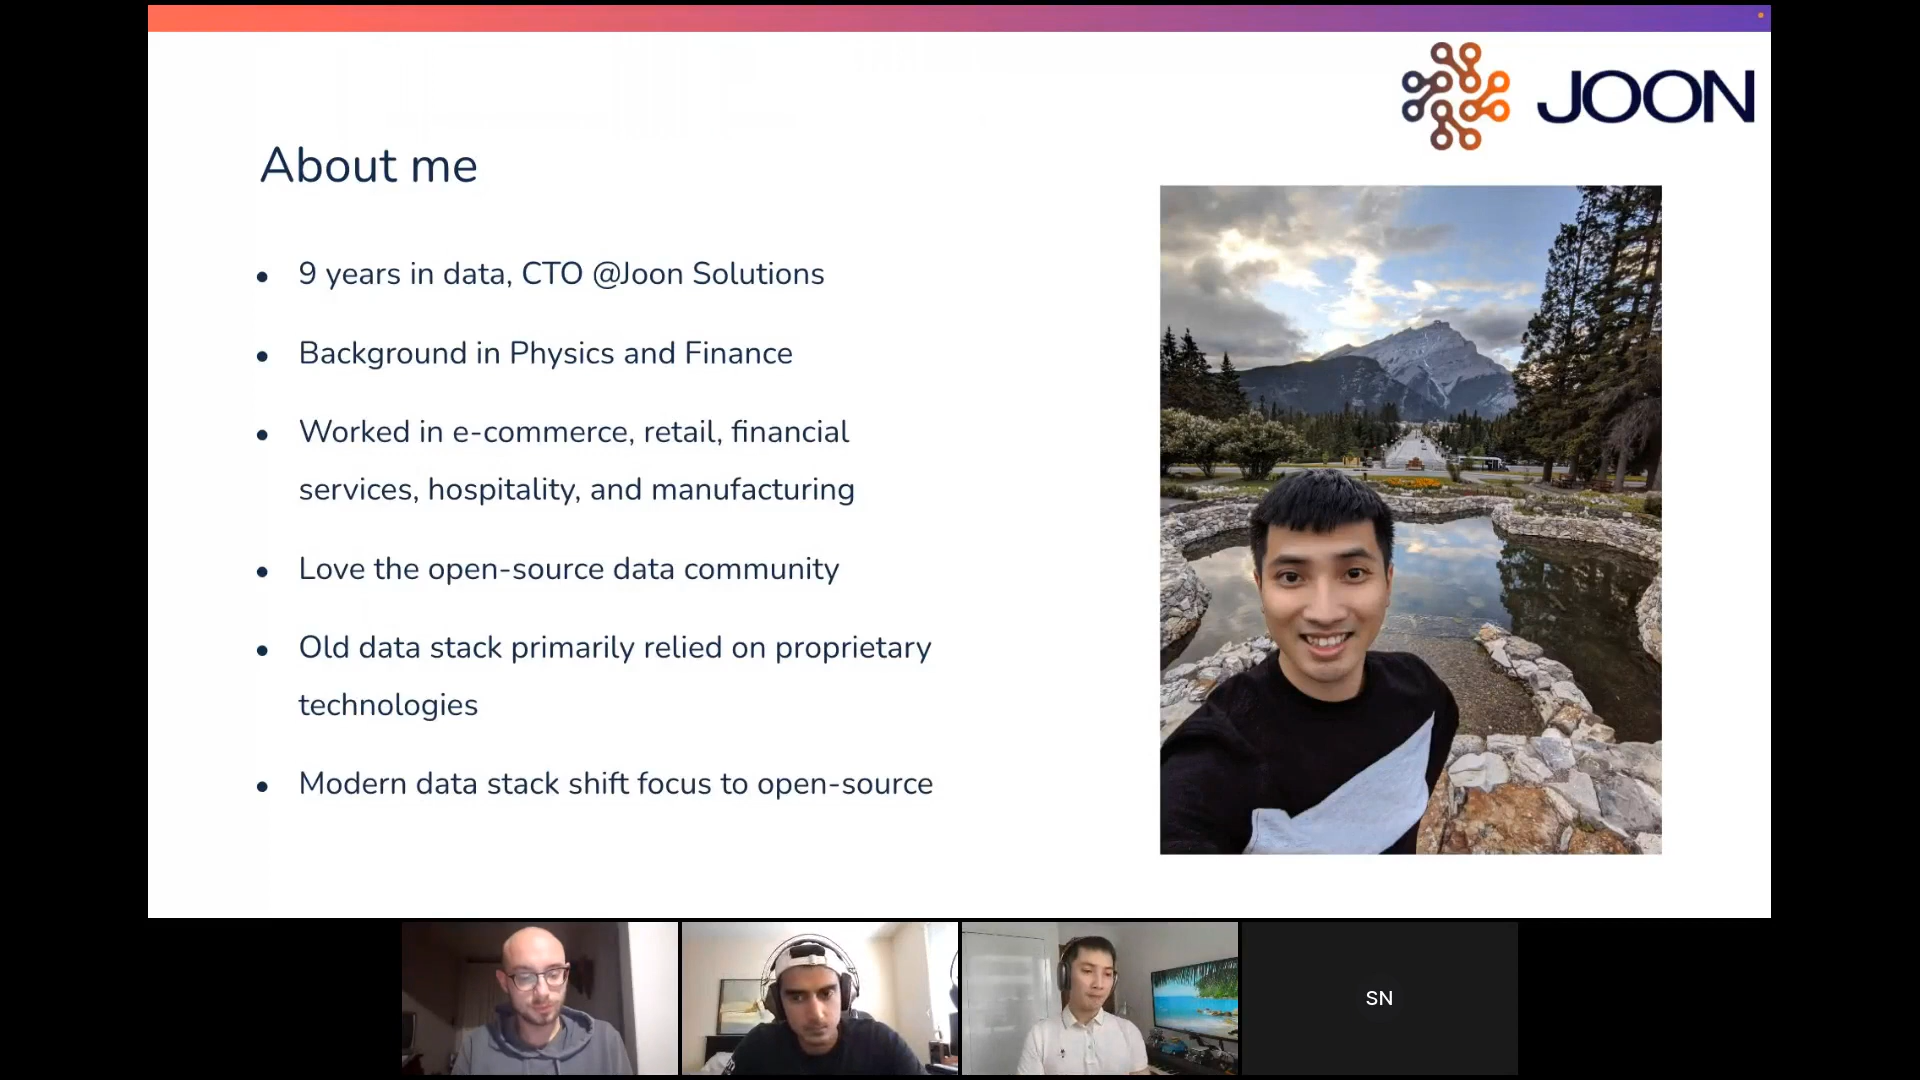 JOON
About me
• 9 years in data, CTO @Joon Solutions
• Background in Physics and Finance
• Worked in e-commerce, retail, financial
services, hospitality, and manufacturing
• Love the open-source data community
• Old data stack primarily relied on proprietary
technologies
• Modern data stack shift focus to open-source
SN